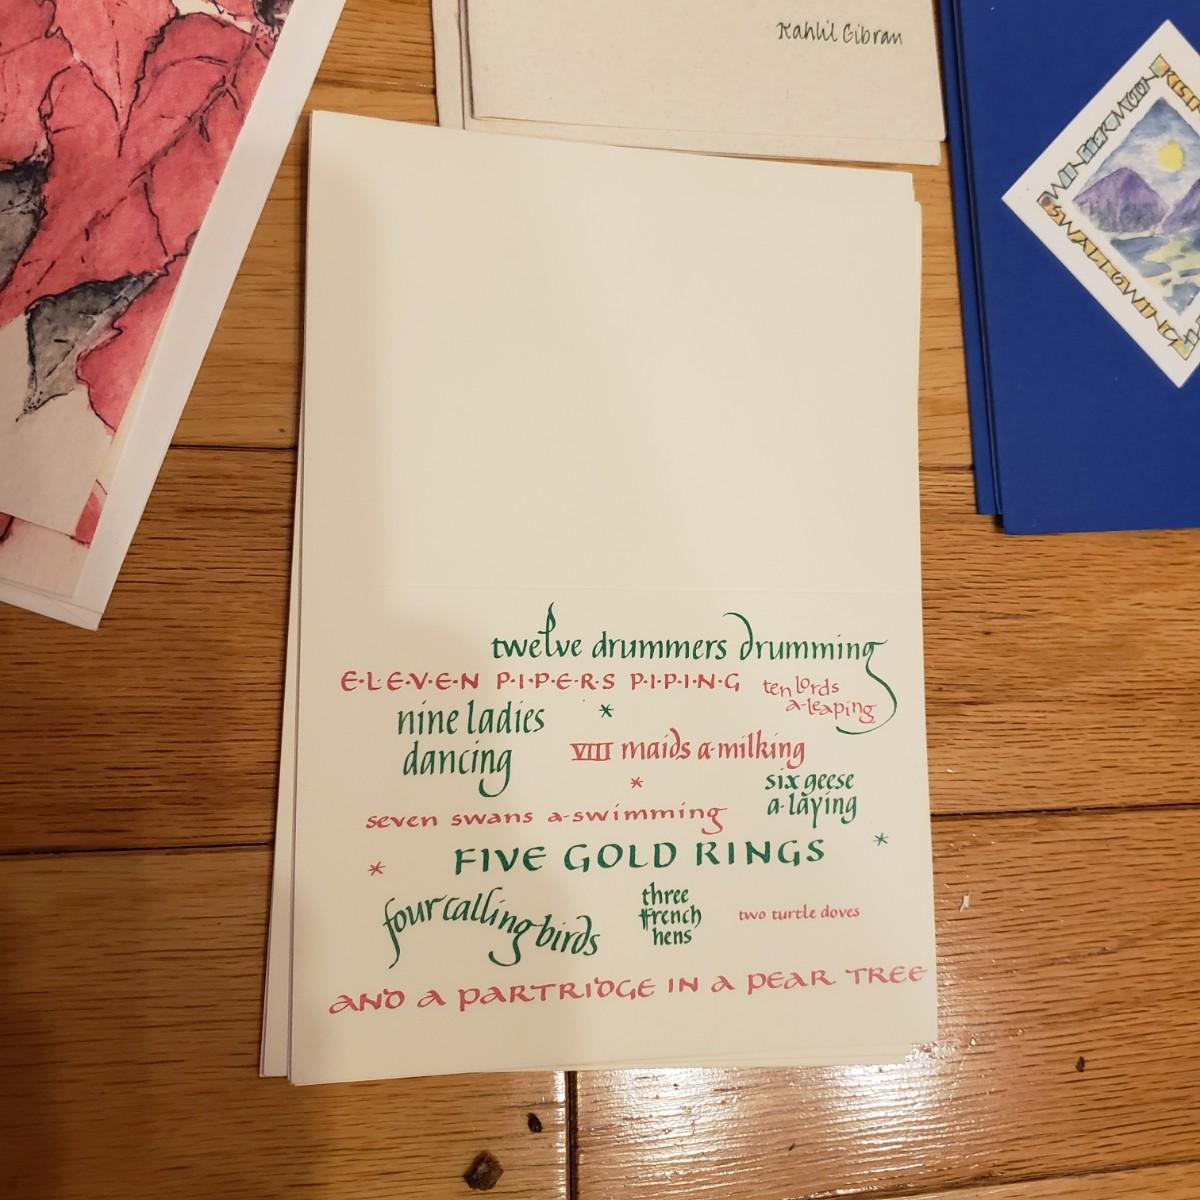 Kahlil Gibran
SWALLOWING
twelve drummers drumming
E·L·E·V·E·N P·I·P·E·R·S P·I·P·I·N·G
ten lords
a-leaping
nine ladies
dancing
VIII maids a-milking
six geese
a-laying
seven swans a-swimming
FIVE GOLD RINGS
four calling birds
three
french
hens
two turtle doves
AND A PARTRIDGE IN A PEAR TREE